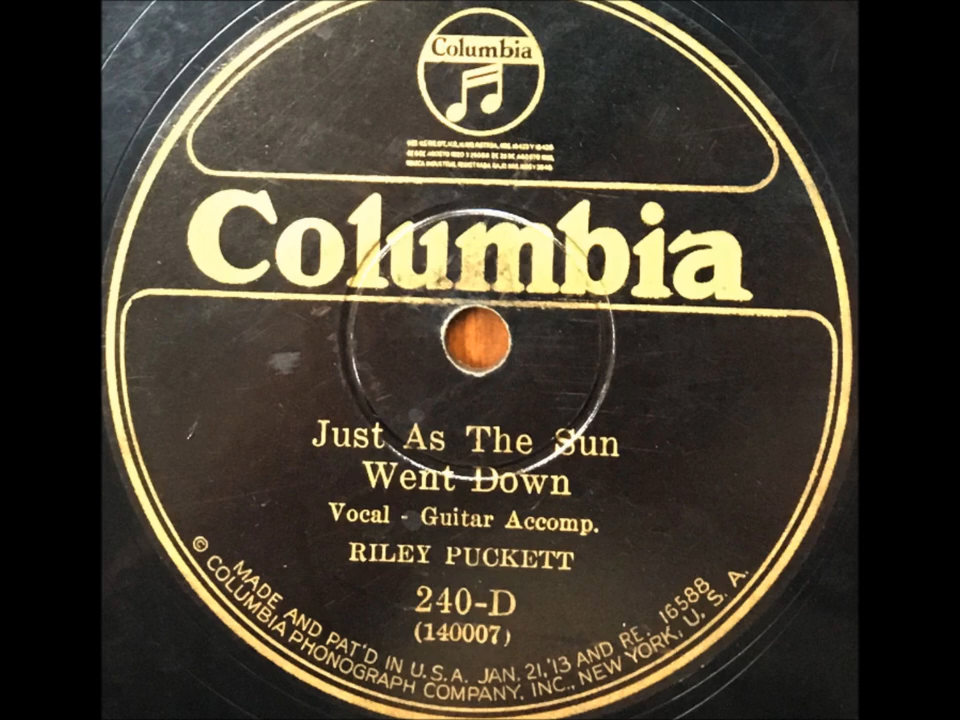 Columbia
Columbia
Just As The Sun
Went Down
Vocal - Guitar Accomp.
RILEY PUCKETT
240-D
(140007)
© MADE AND PAT'D IN U.S.A. JAN. 21,'13 AND RE. 16588
COLUMBIA PHONOGRAPH COMPANY, INC., NEW YORK, U. S. A.